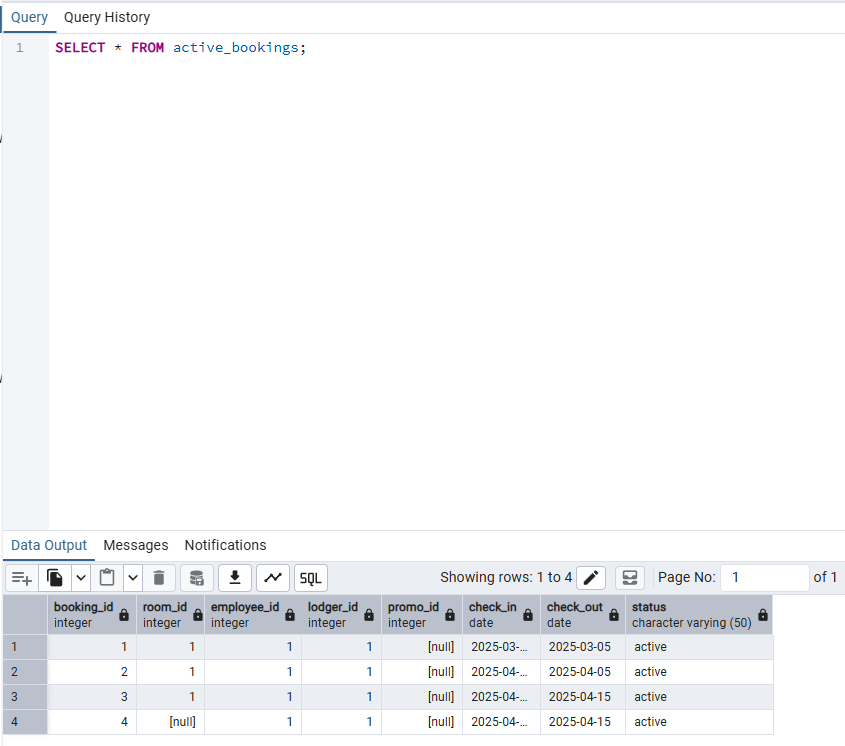 Query Query History
1 SELECT * FROM active_bookings;
Data Output Messages Notifications
SQL Showing rows: 1 to 4 Page No: 1 of 1
booking_id room_id employee_id lodger_id promo_id check_in check_out status
integer integer integer integer integer date date character varying (50)
1 1 1 1 1 [null] 2025-03-... 2025-03-05 active
2 2 1 1 1 [null] 2025-04-... 2025-04-05 active
3 3 1 1 1 [null] 2025-04-... 2025-04-15 active
4 4 [null] 1 1 [null] 2025-04-... 2025-04-15 active